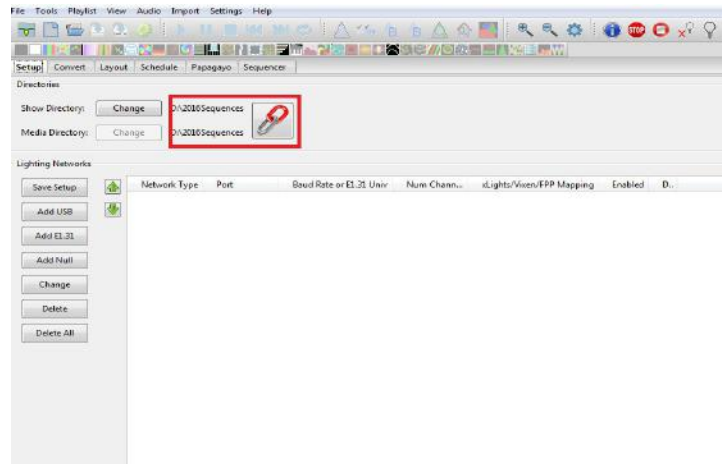 File Tools Playlist View Audio Import Settings Help
STOP
Setup Convert Layout Schedule Papagayo Sequencer
Directories
Show Directory: Change D:\2016Sequences
Media Directory: Change D:\2016Sequences
Lighting Networks
Save Setup Network Type Port Baud Rate or E1.31 Univ Num Chann... xLights/Vixen/FPP Mapping Enabled D..
Add USB
Add E1.31
Add Null
Change
Delete
Delete All